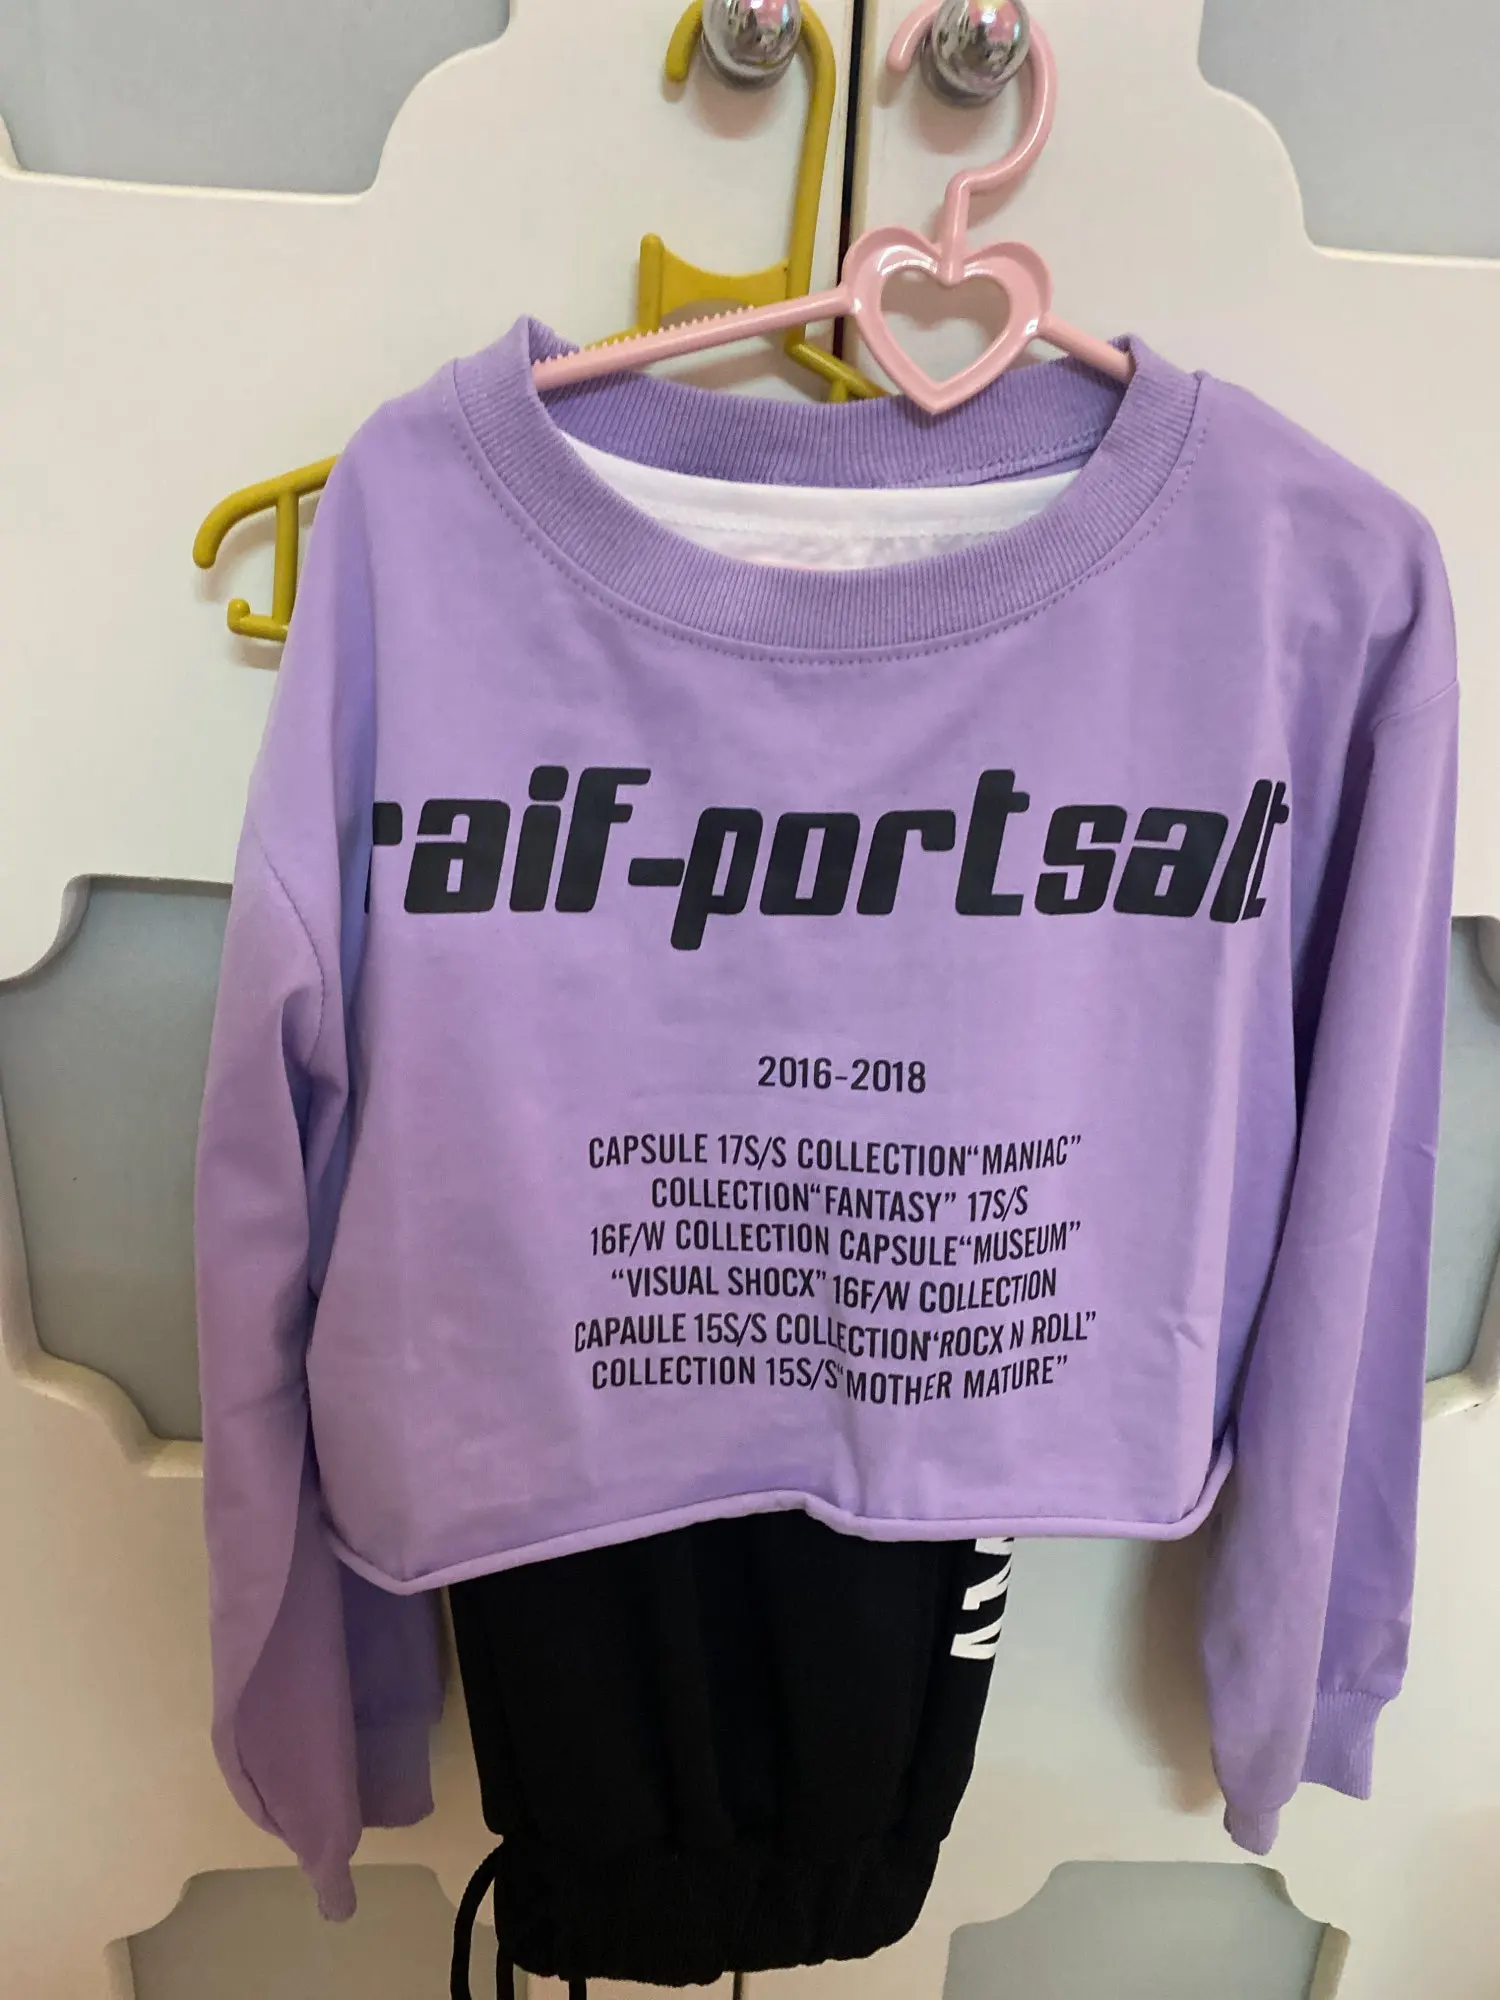 raif-portsalt
2016-2018
CAPSULE 17S/S COLLECTION“MANIAC”
COLLECTION“FANTASY” 17S/S
16F/W COLLECTION CAPSULE“MUSEUM”
“VISUAL SHOCX” 16F/W COLLECTION
CAPAULE 15S/S COLLECTION“ROCX N ROLL”
COLLECTION 15S/S“MOTHER MATURE”